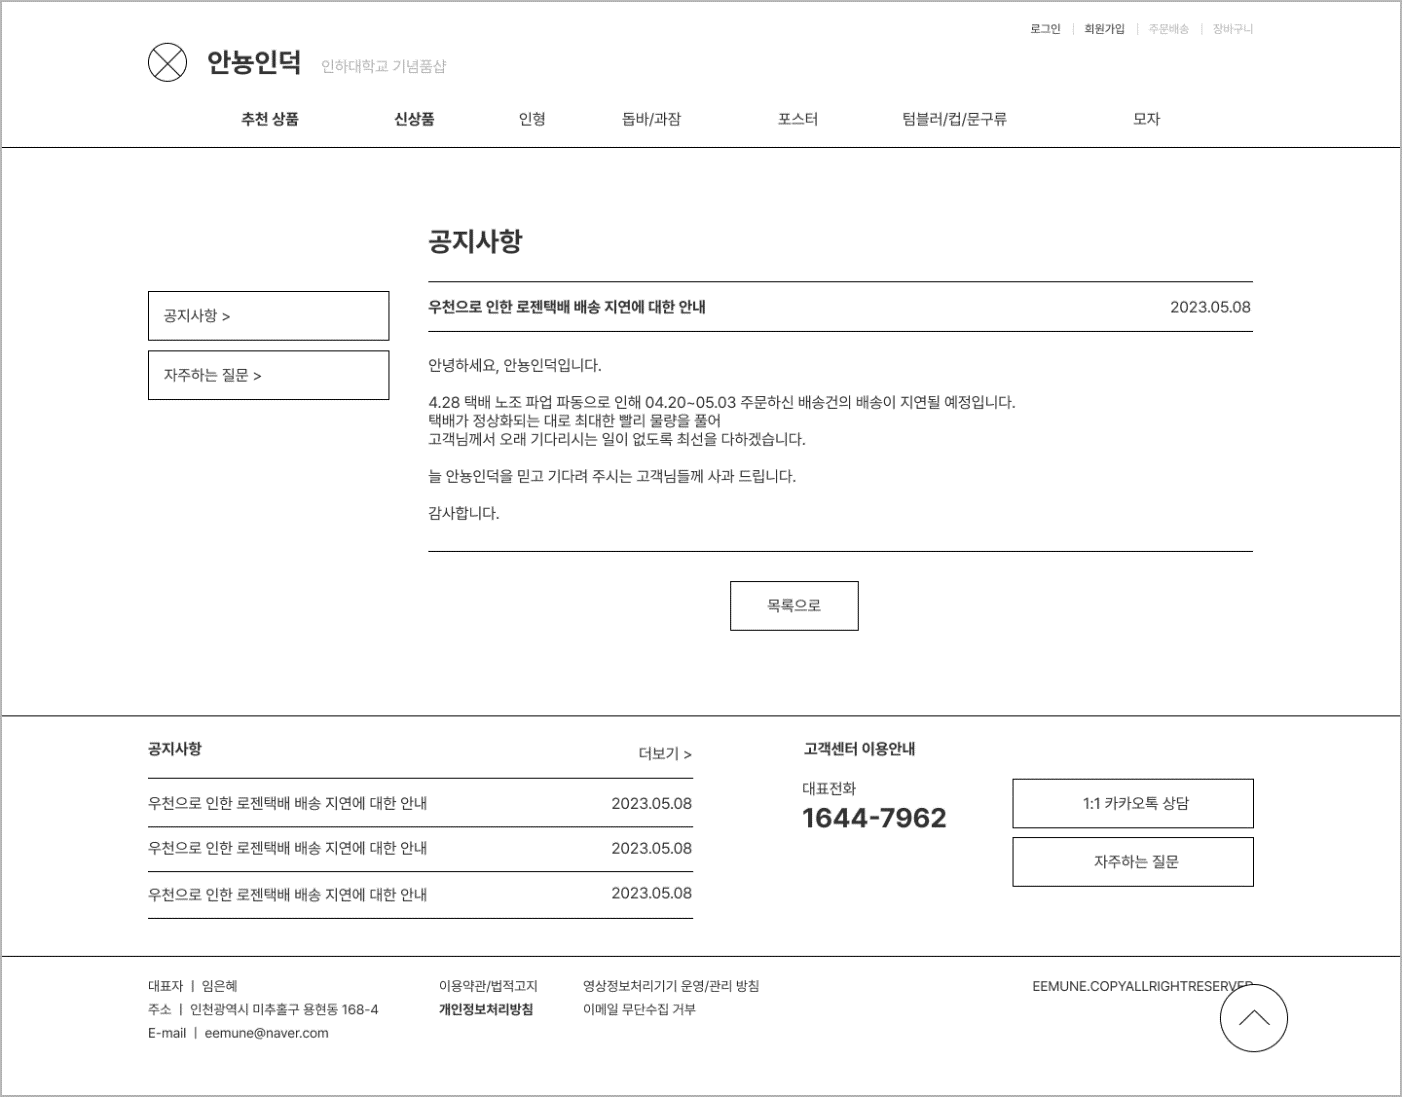 로그인 | 회원가입 | 주문배송 | 장바구니
안뇽인덕 인하대학교 기념품샵
추천 상품 신상품 인형 돕바/과잠 포스터 텀블러/컵/문구류 모자
공지사항
공지사항 >
자주하는 질문 >
우천으로 인한 로젠택배 배송 지연에 대한 안내 2023.05.08
안녕하세요, 안뇽인덕입니다.
4.28 택배 노조 파업 파동으로 인해 04.20~05.03 주문하신 배송건의 배송이 지연될 예정입니다.
택배가 정상화되는 대로 최대한 빨리 물량을 풀어
고객님께서 오래 기다리시는 일이 없도록 최선을 다하겠습니다.
늘 안뇽인덕을 믿고 기다려 주시는 고객님들께 사과 드립니다.
감사합니다.
목록으로
공지사항 더보기 >
우천으로 인한 로젠택배 배송 지연에 대한 안내 2023.05.08
우천으로 인한 로젠택배 배송 지연에 대한 안내 2023.05.08
우천으로 인한 로젠택배 배송 지연에 대한 안내 2023.05.08
고객센터 이용안내
대표전화
1644-7962
1:1 카카오톡 상담
자주하는 질문
대표자 | 임은혜
주소 | 인천광역시 미추홀구 용현동 168-4
E-mail | eemune@naver.com
이용약관/법적고지
개인정보처리방침
영상정보처리기기 운영/관리 방침
이메일 무단수집 거부
EEMUNE.COPYALLRIGHTRESERVED